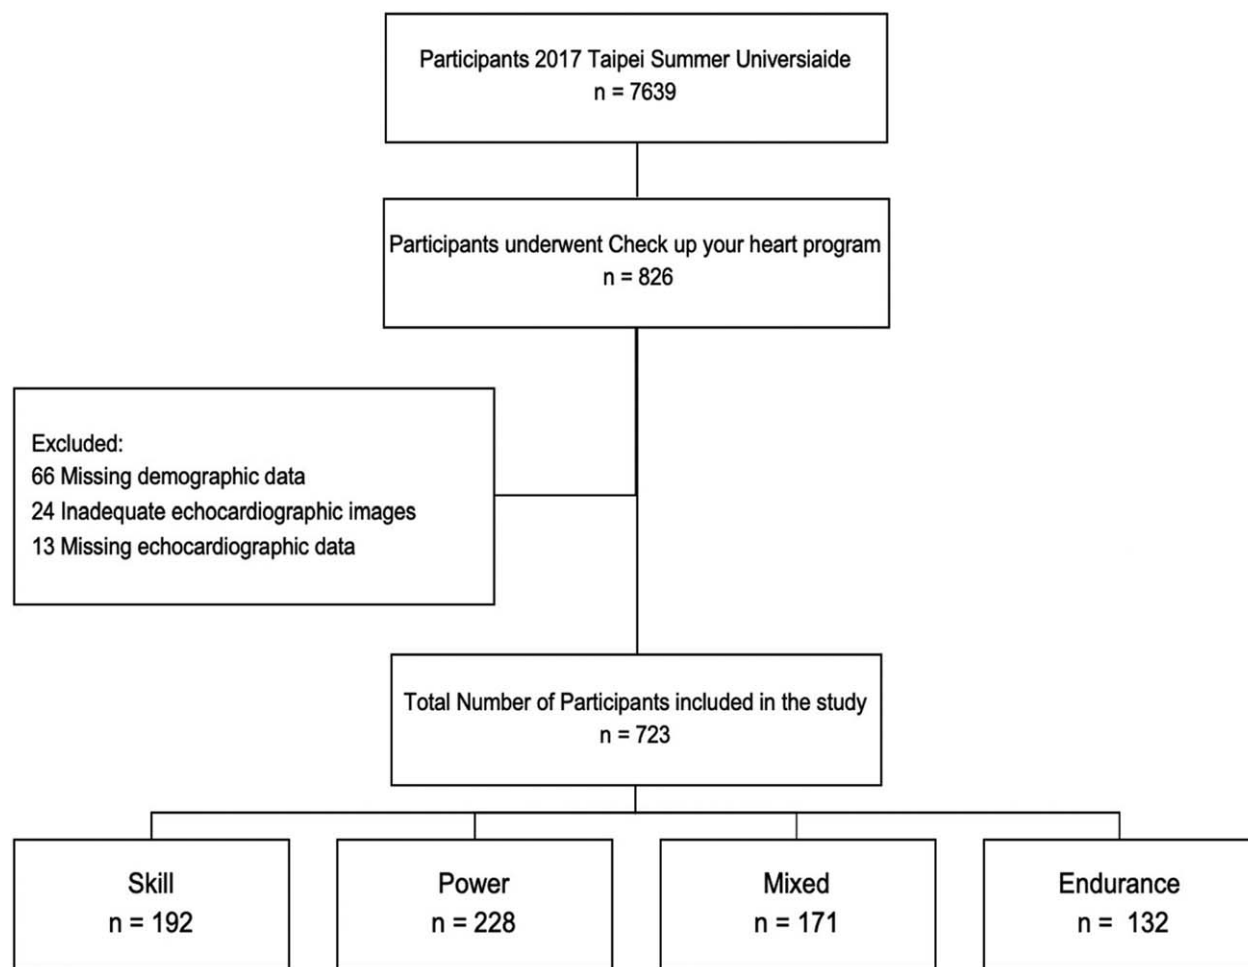 Participants 2017 Taipei Summer Universiaide
n = 7639
Participants underwent Check up your heart program
n = 826
Excluded:
66 Missing demographic data
24 Inadequate echocardiographic images
13 Missing echocardiographic data
Total Number of Participants included in the study
n = 723
Skill
n = 192
Power
n = 228
Mixed
n = 171
Endurance
n = 132